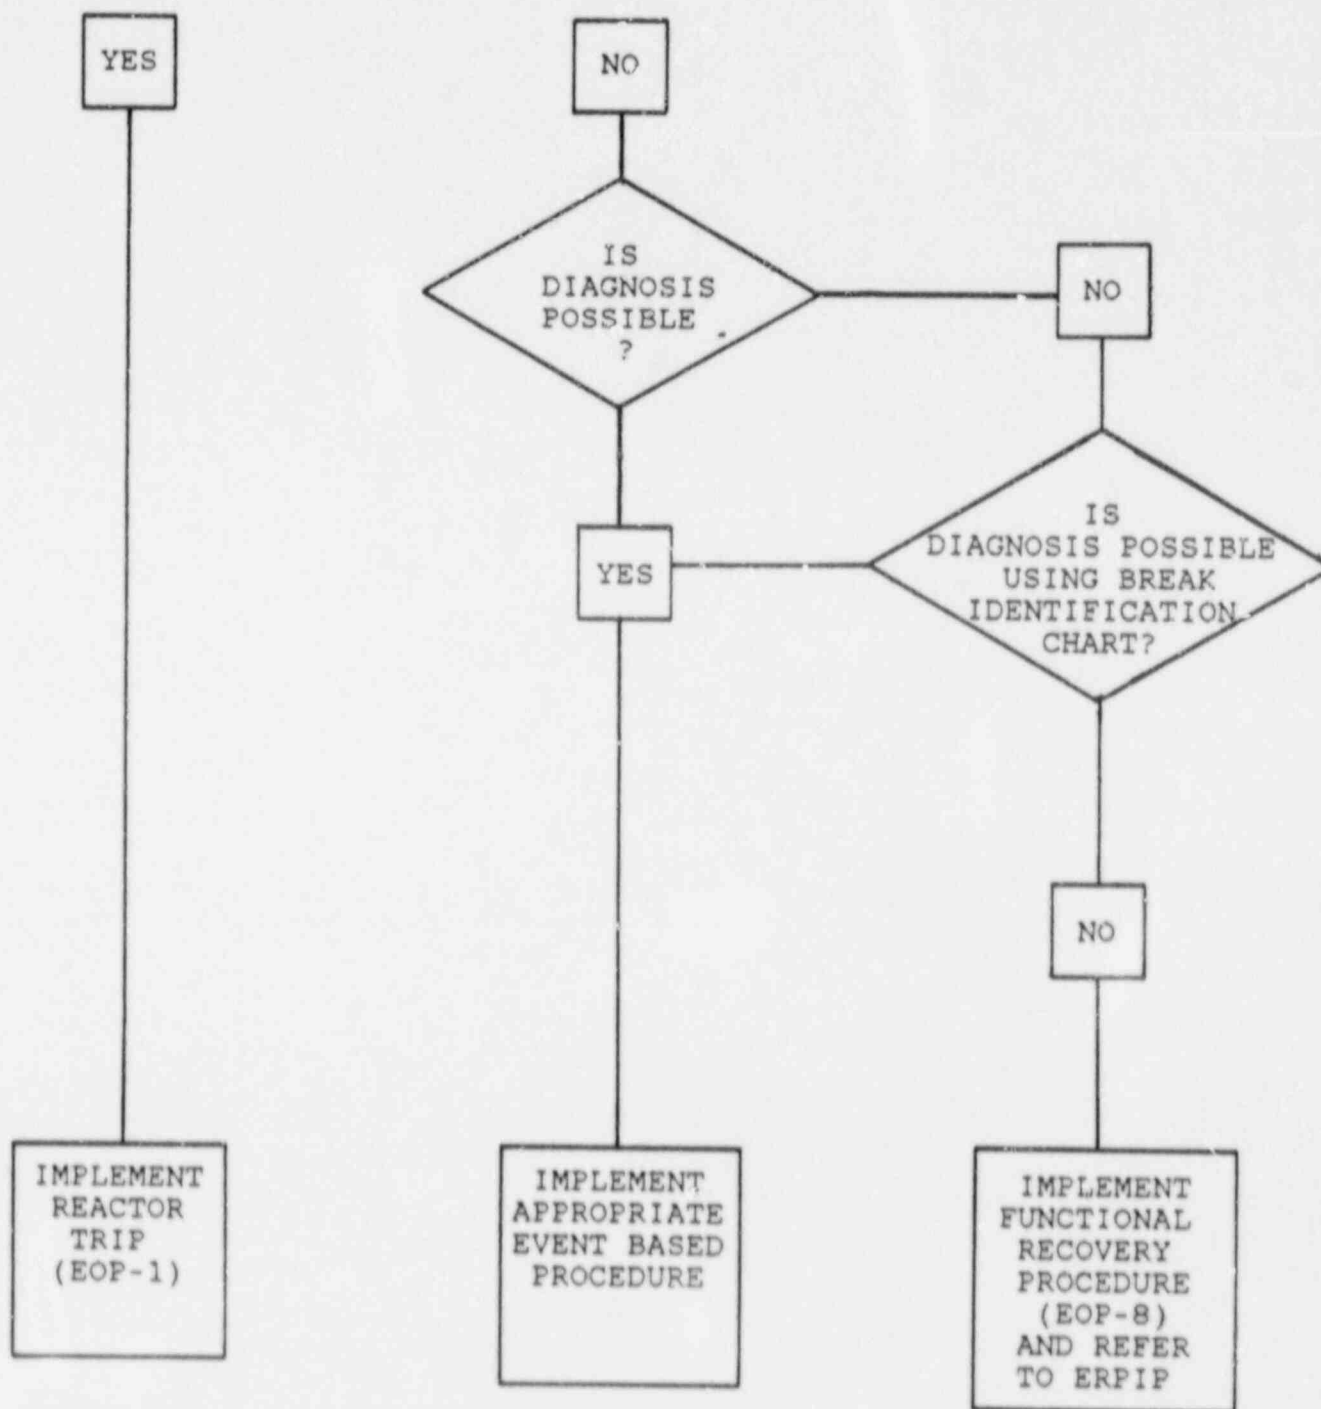 YES
NO
IS
DIAGNOSIS
POSSIBLE
?
NO
YES
IS
DIAGNOSIS POSSIBLE
USING BREAK
IDENTIFICATION
CHART?
NO
IMPLEMENT
REACTOR
TRIP
(EOP-1)
IMPLEMENT
APPROPRIATE
EVENT BASED
PROCEDURE
IMPLEMENT
FUNCTIONAL
RECOVERY
PROCEDURE
(EOP-8)
AND REFER
TO ERPIP